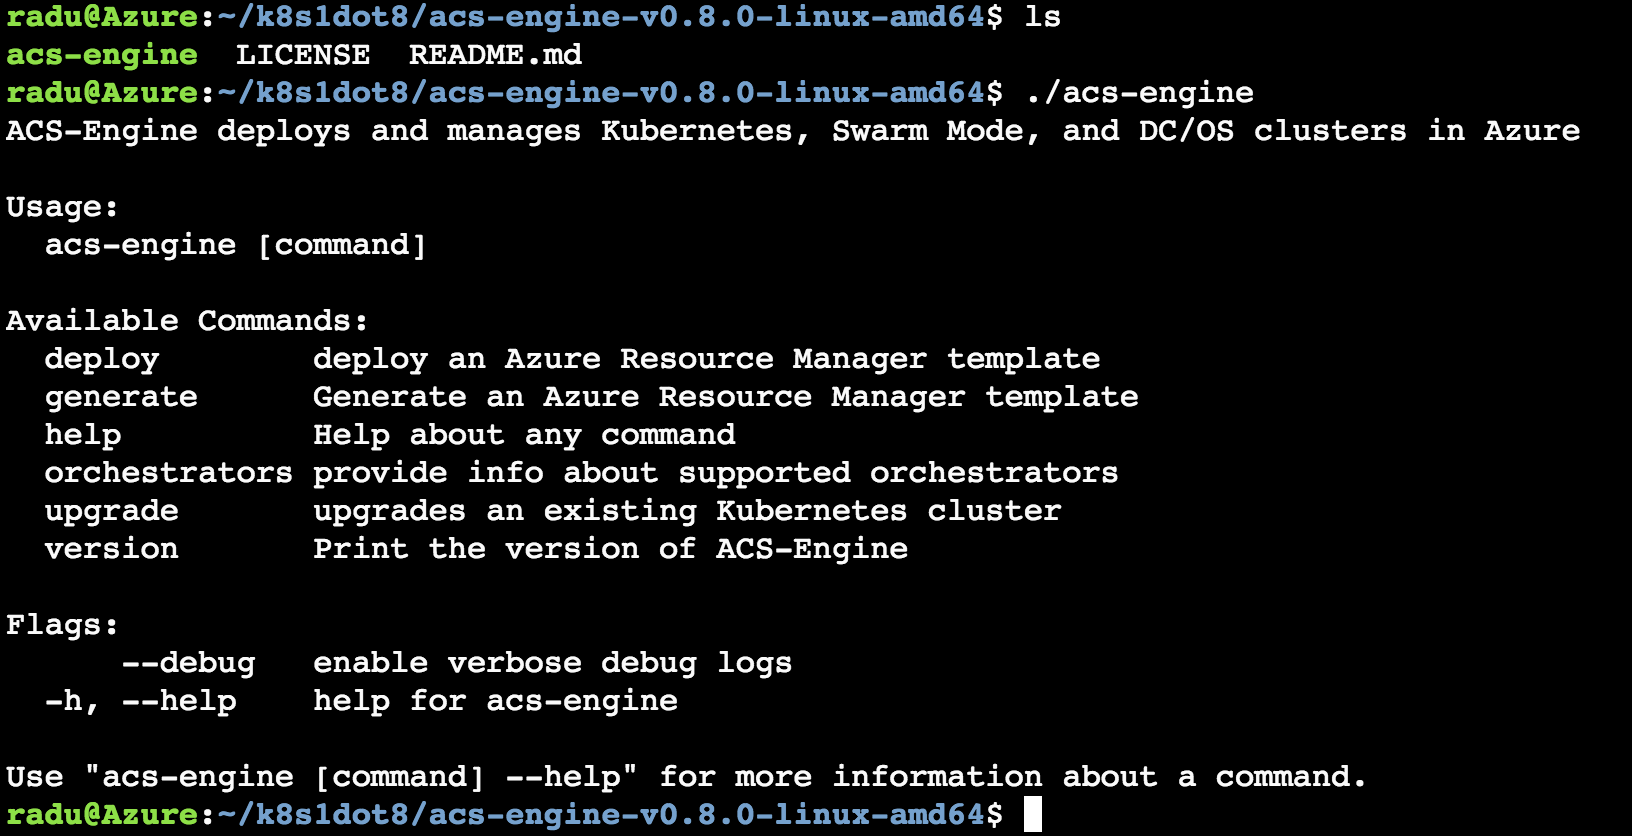 radu@Azure:~/k8s1dot8/acs-engine-v0.8.0-linux-amd64$ ls
acs-engine  LICENSE  README.md
radu@Azure:~/k8s1dot8/acs-engine-v0.8.0-linux-amd64$ ./acs-engine
ACS-Engine deploys and manages Kubernetes, Swarm Mode, and DC/OS clusters in Azure

Usage:
  acs-engine [command]

Available Commands:
  deploy        deploy an Azure Resource Manager template
  generate      Generate an Azure Resource Manager template
  help          Help about any command
  orchestrators provide info about supported orchestrators
  upgrade       upgrades an existing Kubernetes cluster
  version       Print the version of ACS-Engine

Flags:
      --debug   enable verbose debug logs
  -h, --help    help for acs-engine

Use "acs-engine [command] --help" for more information about a command.
radu@Azure:~/k8s1dot8/acs-engine-v0.8.0-linux-amd64$